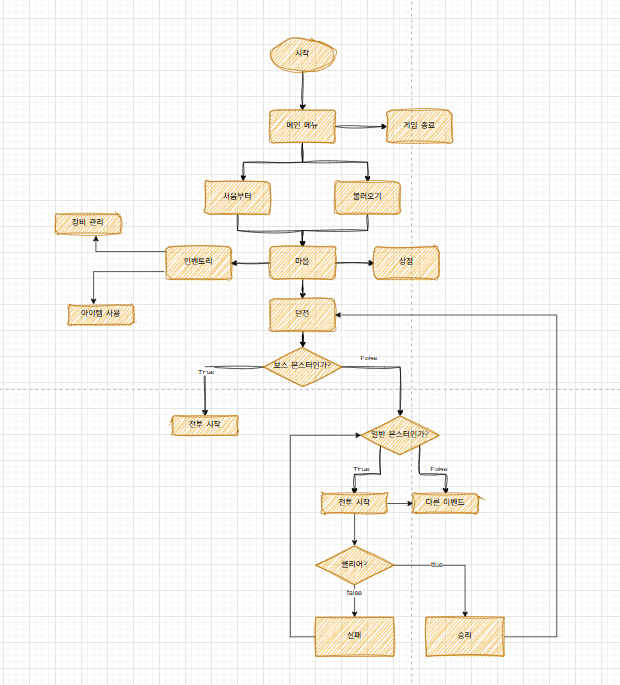 시작
메인 메뉴
게임 종료
처음부터
불러오기
장비 관리
인벤토리
마을
상점
아이템 사용
던전
보스 몬스터인가?
True
False
전투 시작
일반 몬스터인가?
True
False
전투 시작
다른 이벤트
클리어?
ttue
false
실패
승리